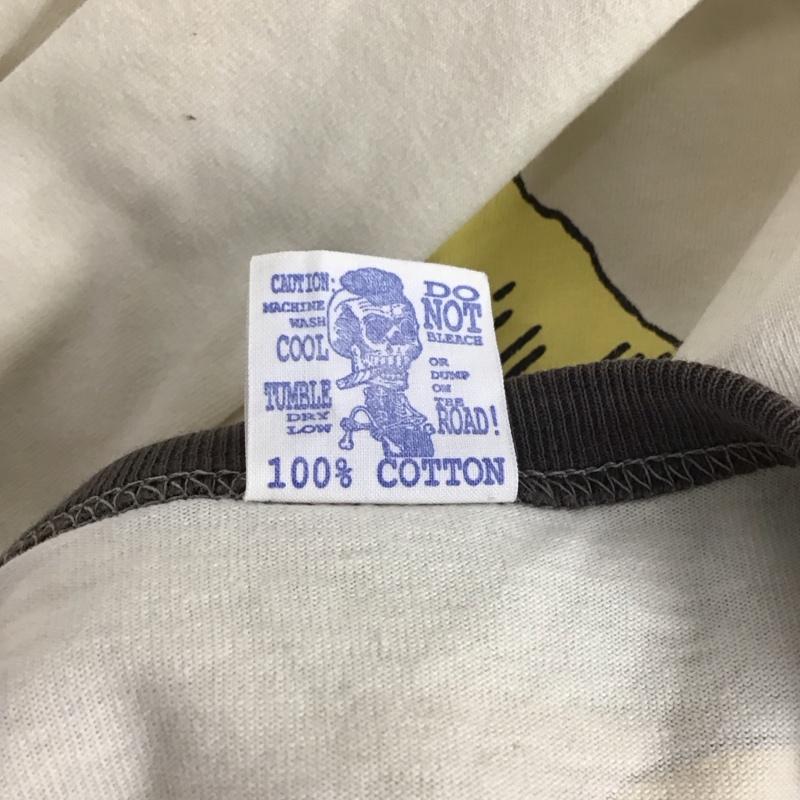 CAUTION:
MACHINE
WASH
COOL
TUMBLE
DRY
LOW
DO
NOT
BLEACH
OR
DUMP
ON
THE
ROAD!
100% COTTON